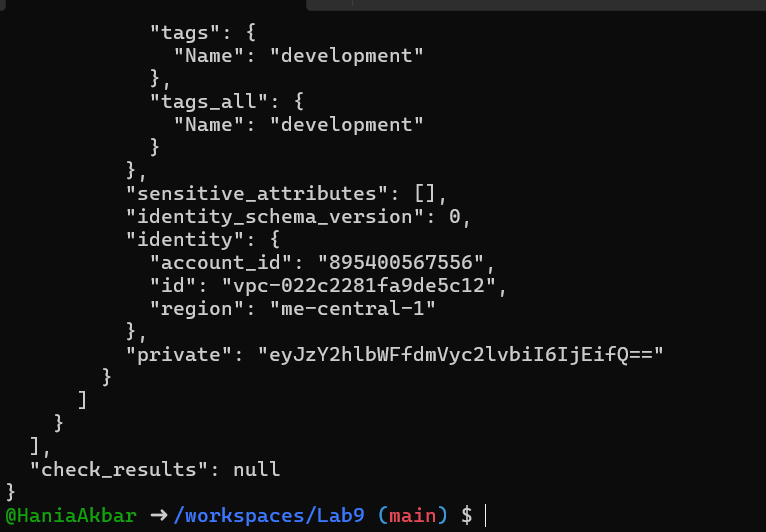 "tags": {
"Name": "development"
},
"tags_all": {
"Name": "development"
}
},
"sensitive_attributes": [],
"identity_schema_version": 0,
"identity": {
"account_id": "895400567556",
"id": "vpc-022c2281fa9de5c12",
"region": "me-central-1"
},
"private": "eyJzY2hlbWFfdmVyc2lvbiI6IjEifQ=="
}
]
}
],
"check_results": null
}
@HaniaAkbar ➜ /workspaces/Lab9 (main) $